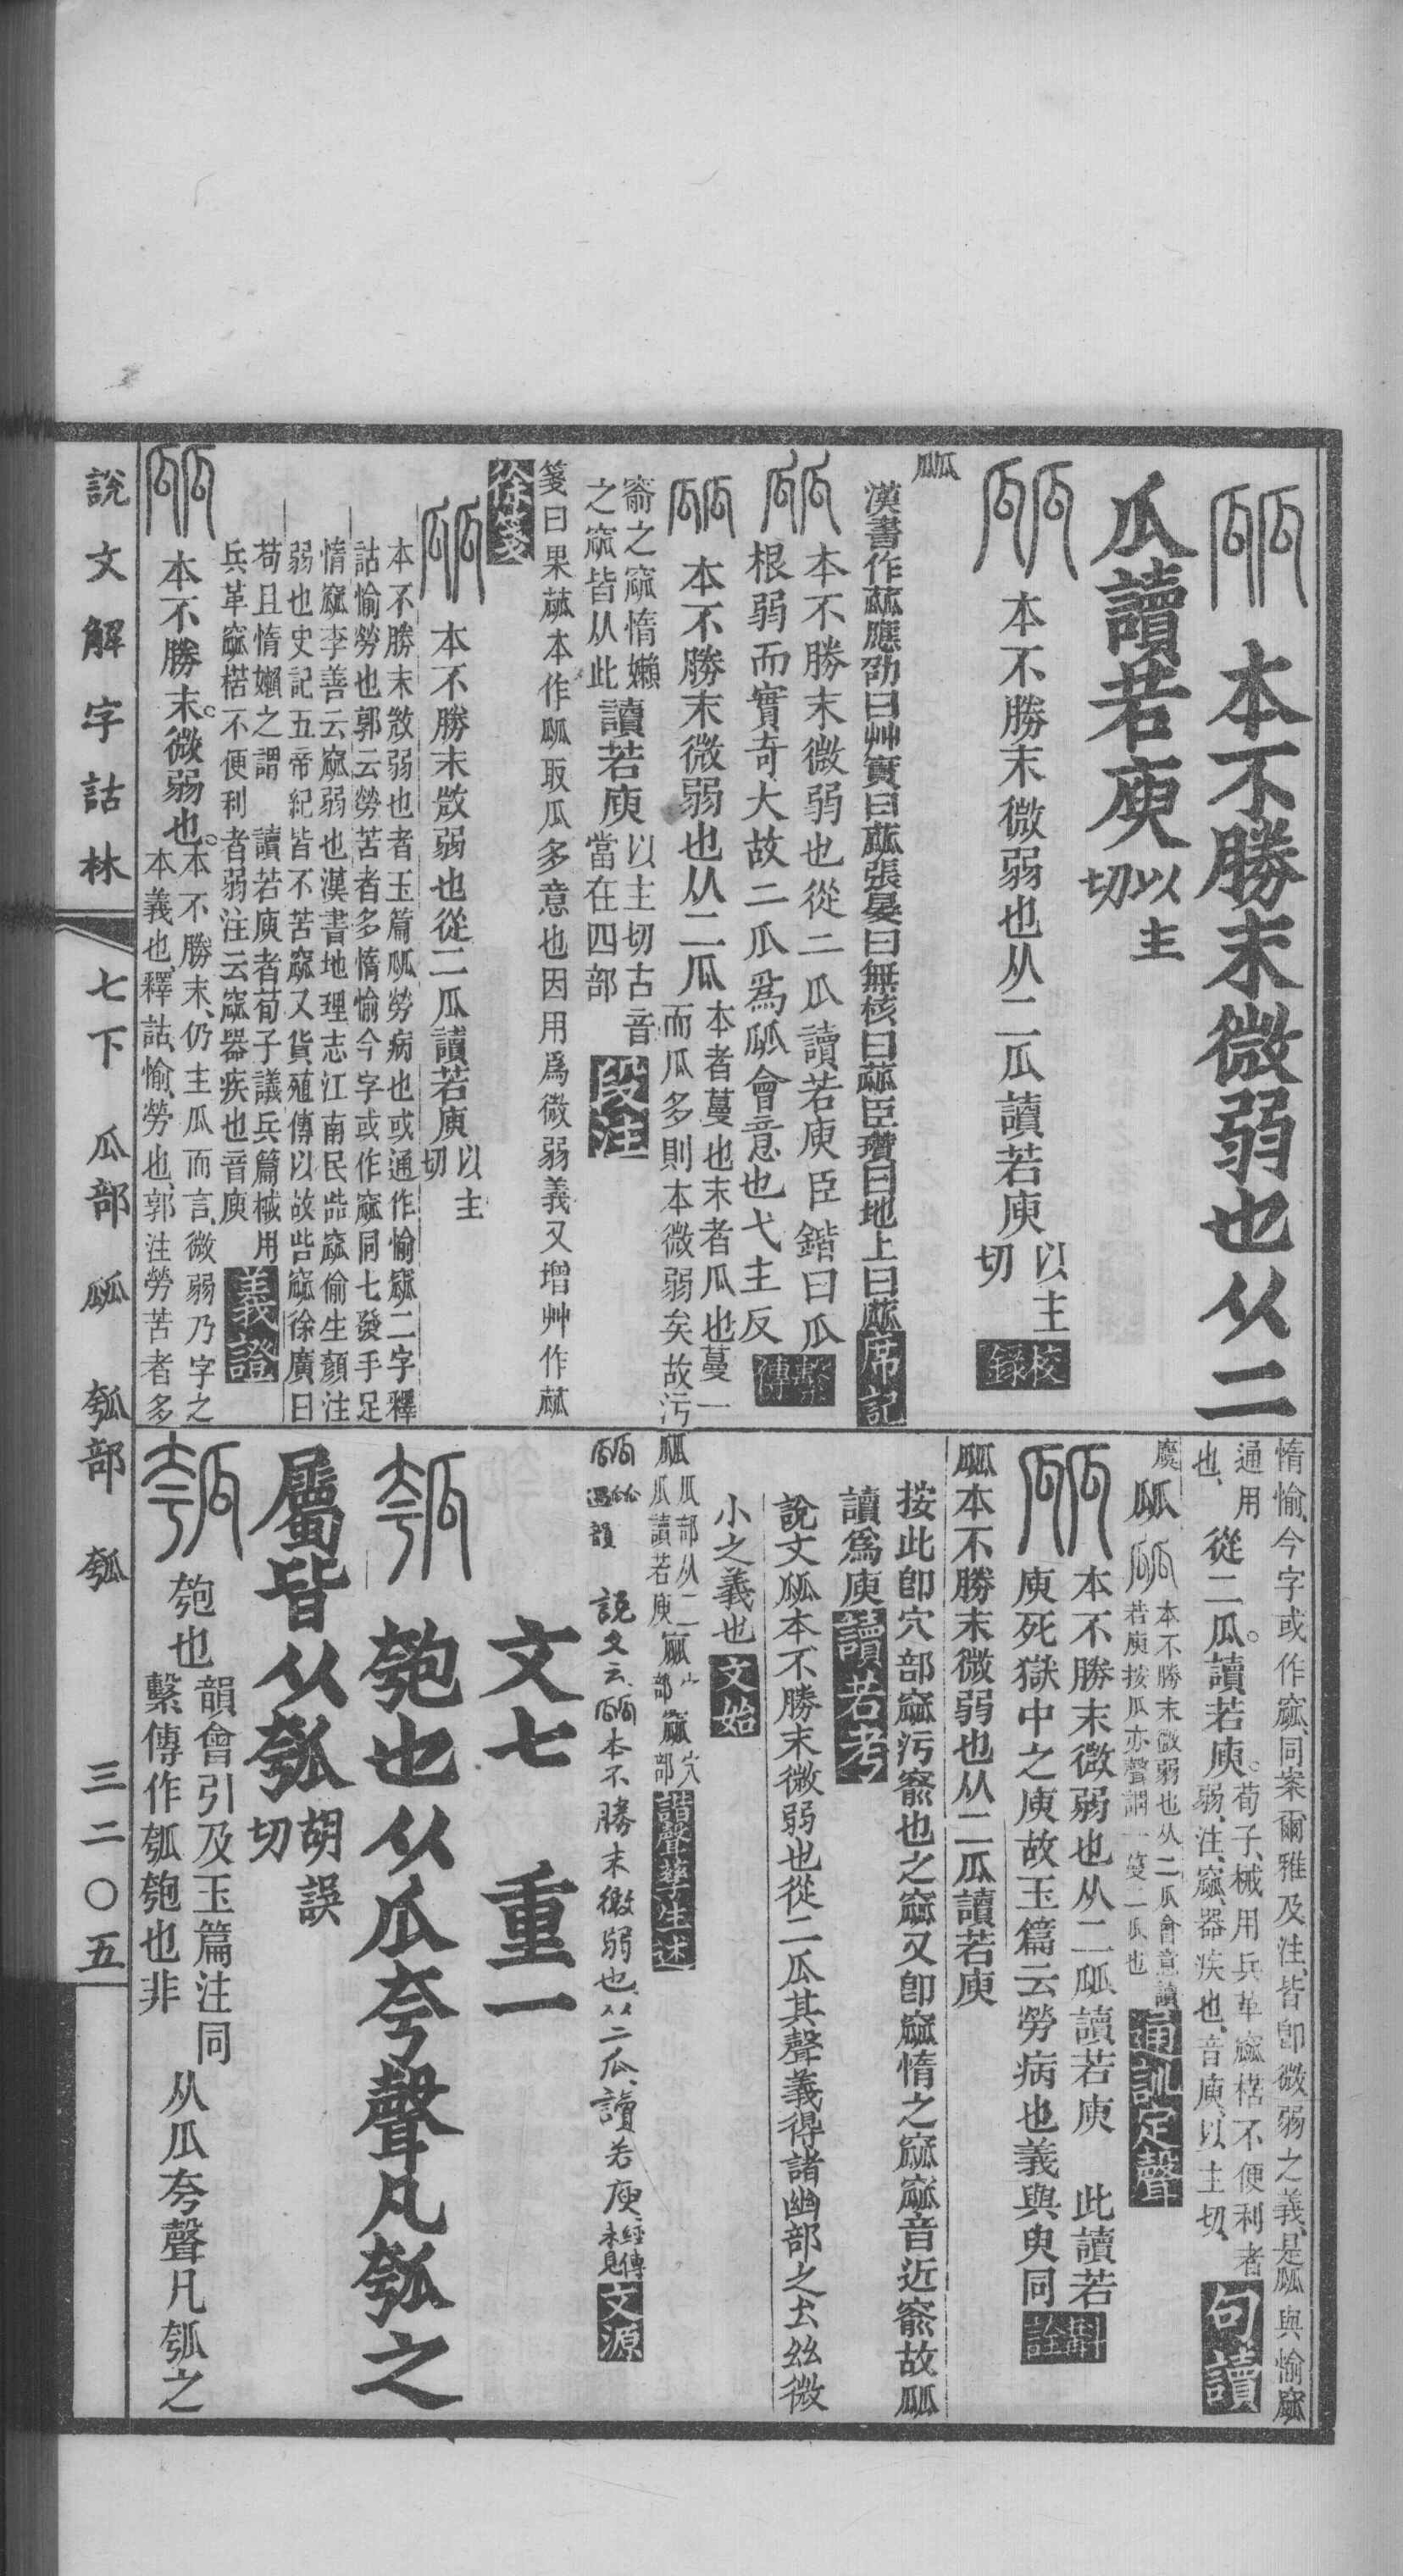 㼌 本不勝末微弱也从二
瓜讀若庾以主切
㼌 本不勝末微弱也从二瓜讀若庾以主切 校錄
㼌
漢書作蓏應劭曰艸實曰蓏張晏曰無核曰蓏臣瓚曰地上曰蓏 席記
㼌 本不勝末微弱也從二瓜讀若庾臣鍇曰瓜
根弱而實奇大故二瓜爲㼌會意也弋主反 繫傳
㼌 本不勝末微弱也从二瓜 本者蔓也末者瓜也蔓一
而瓜多則本微弱矣故污
窬之窳惰嬾
之窳皆从此 讀若庾 以主切古音
當在四部 段注
箋曰果蓏本作㼌取瓜多意也因用爲微弱義又增艸作蓏
徐箋
㼌 本不勝末㪞弱也從二瓜讀若庾以主切
本不勝末㪞弱也者玉篇㼌勞病也或通作愉窳二字釋
詁愉勞也郭云勞苦者多惰愉今字或作窳同七發手足
惰窳李善云窳弱也漢書地理志江南民呰窳偷生顏注
弱也史記五帝紀皆不苦窳又貨殖傳以故呰窳徐廣曰
苟且惰嬾之謂 讀若庾者荀子議兵篇械用
兵革窳楛不便利者弱注云窳器疾也音庾 義證
㼌 本不勝末。微弱也。本不勝末、仍主瓜而言、微弱乃字之
本義也、釋詁、愉、勞也、郭注勞苦者多
惰愉、今字或作窳、同、案爾雅及注、皆卽微弱之義、是㼌與愉窳
通用
也、 從二瓜。讀若庾。荀子、械用兵革窳楛不便利者
弱、注、窳、器疾也、音庾、以主切、 句讀
㼌 㼌 本不勝末微弱也从二瓜會意讀
若庾按瓜亦聲謂一蔓二瓜也 通訓定聲
㼌 本不勝末微弱也从二㼌讀若庾 此讀若
庾死獄中之庾故玉篇云勞病也義與㬰同 斠詮
㼌本不勝末微弱也从二瓜讀若庾
按此卽穴部窳污窬也之窳又卽窳惰之窳窳音近窬故㼌
讀爲庾 讀若考
說文㼌本不勝末微弱也從二瓜其聲義得諸幽部之幺𢆶微
小之義也 文始
㼌 瓜部从二
瓜讀若庾 窳宀部 窳穴部 諧聲孳生述
說文云㼌本不勝末微弱也、从二瓜、讀若庾、經傳未見 文源
文七 重一
瓠 匏也从瓜夸聲凡瓠之
屬皆从瓠胡誤切
瓠 匏也 韻會引及玉篇注同
繫傳作瓠匏也非 从瓜夸聲凡瓠之
說文解字詁林 七下 瓜部 㼌 瓠部 瓠 三二〇五